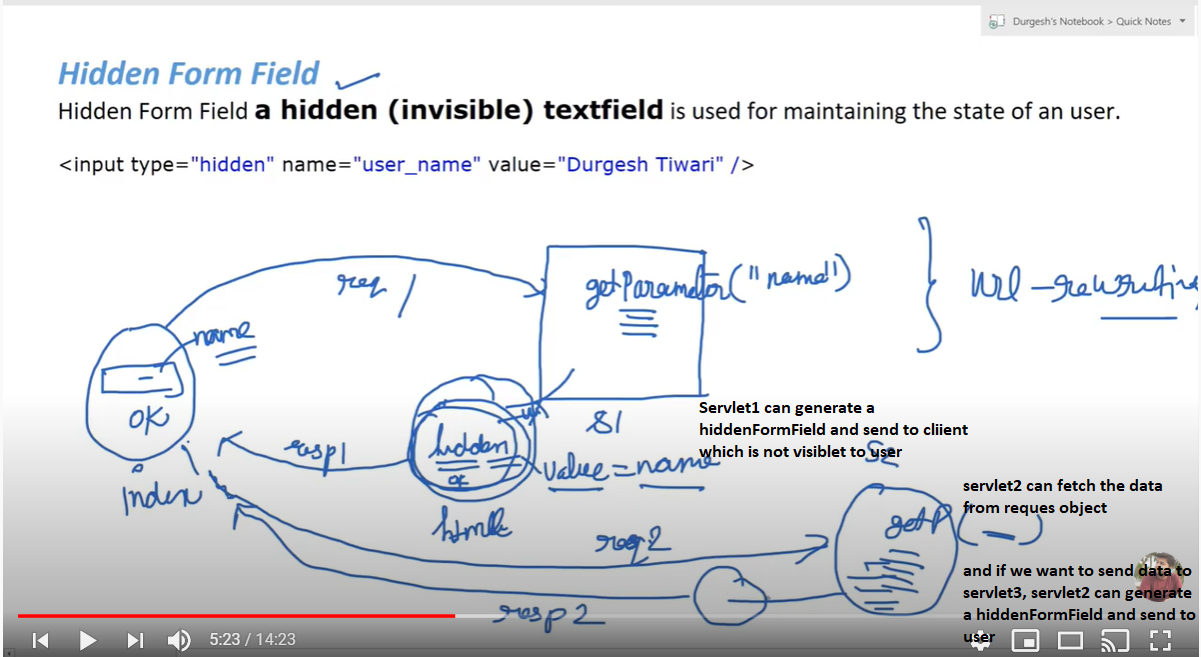 Durgesh's Notebook > Quick Notes
Hidden Form Field
Hidden Form Field a hidden (invisible) textfield is used for maintaining the state of an user.
<input type="hidden" name="user_name" value="Durgesh Tiwari" />
req
getParameter("name")
url-rewriting
name
OK
S1
Servlet1 can generate a
hiddenFormField and send to cliient
which is not visiblet to user
S2
resp1
hidden
value=name
index
html
servlet2 can fetch the data
from reques object
getP( )
req2
and if we want to send data to
servlet3, servlet2 can generate
a hiddenFormField and send to
user
resp2
5:23 / 14:23